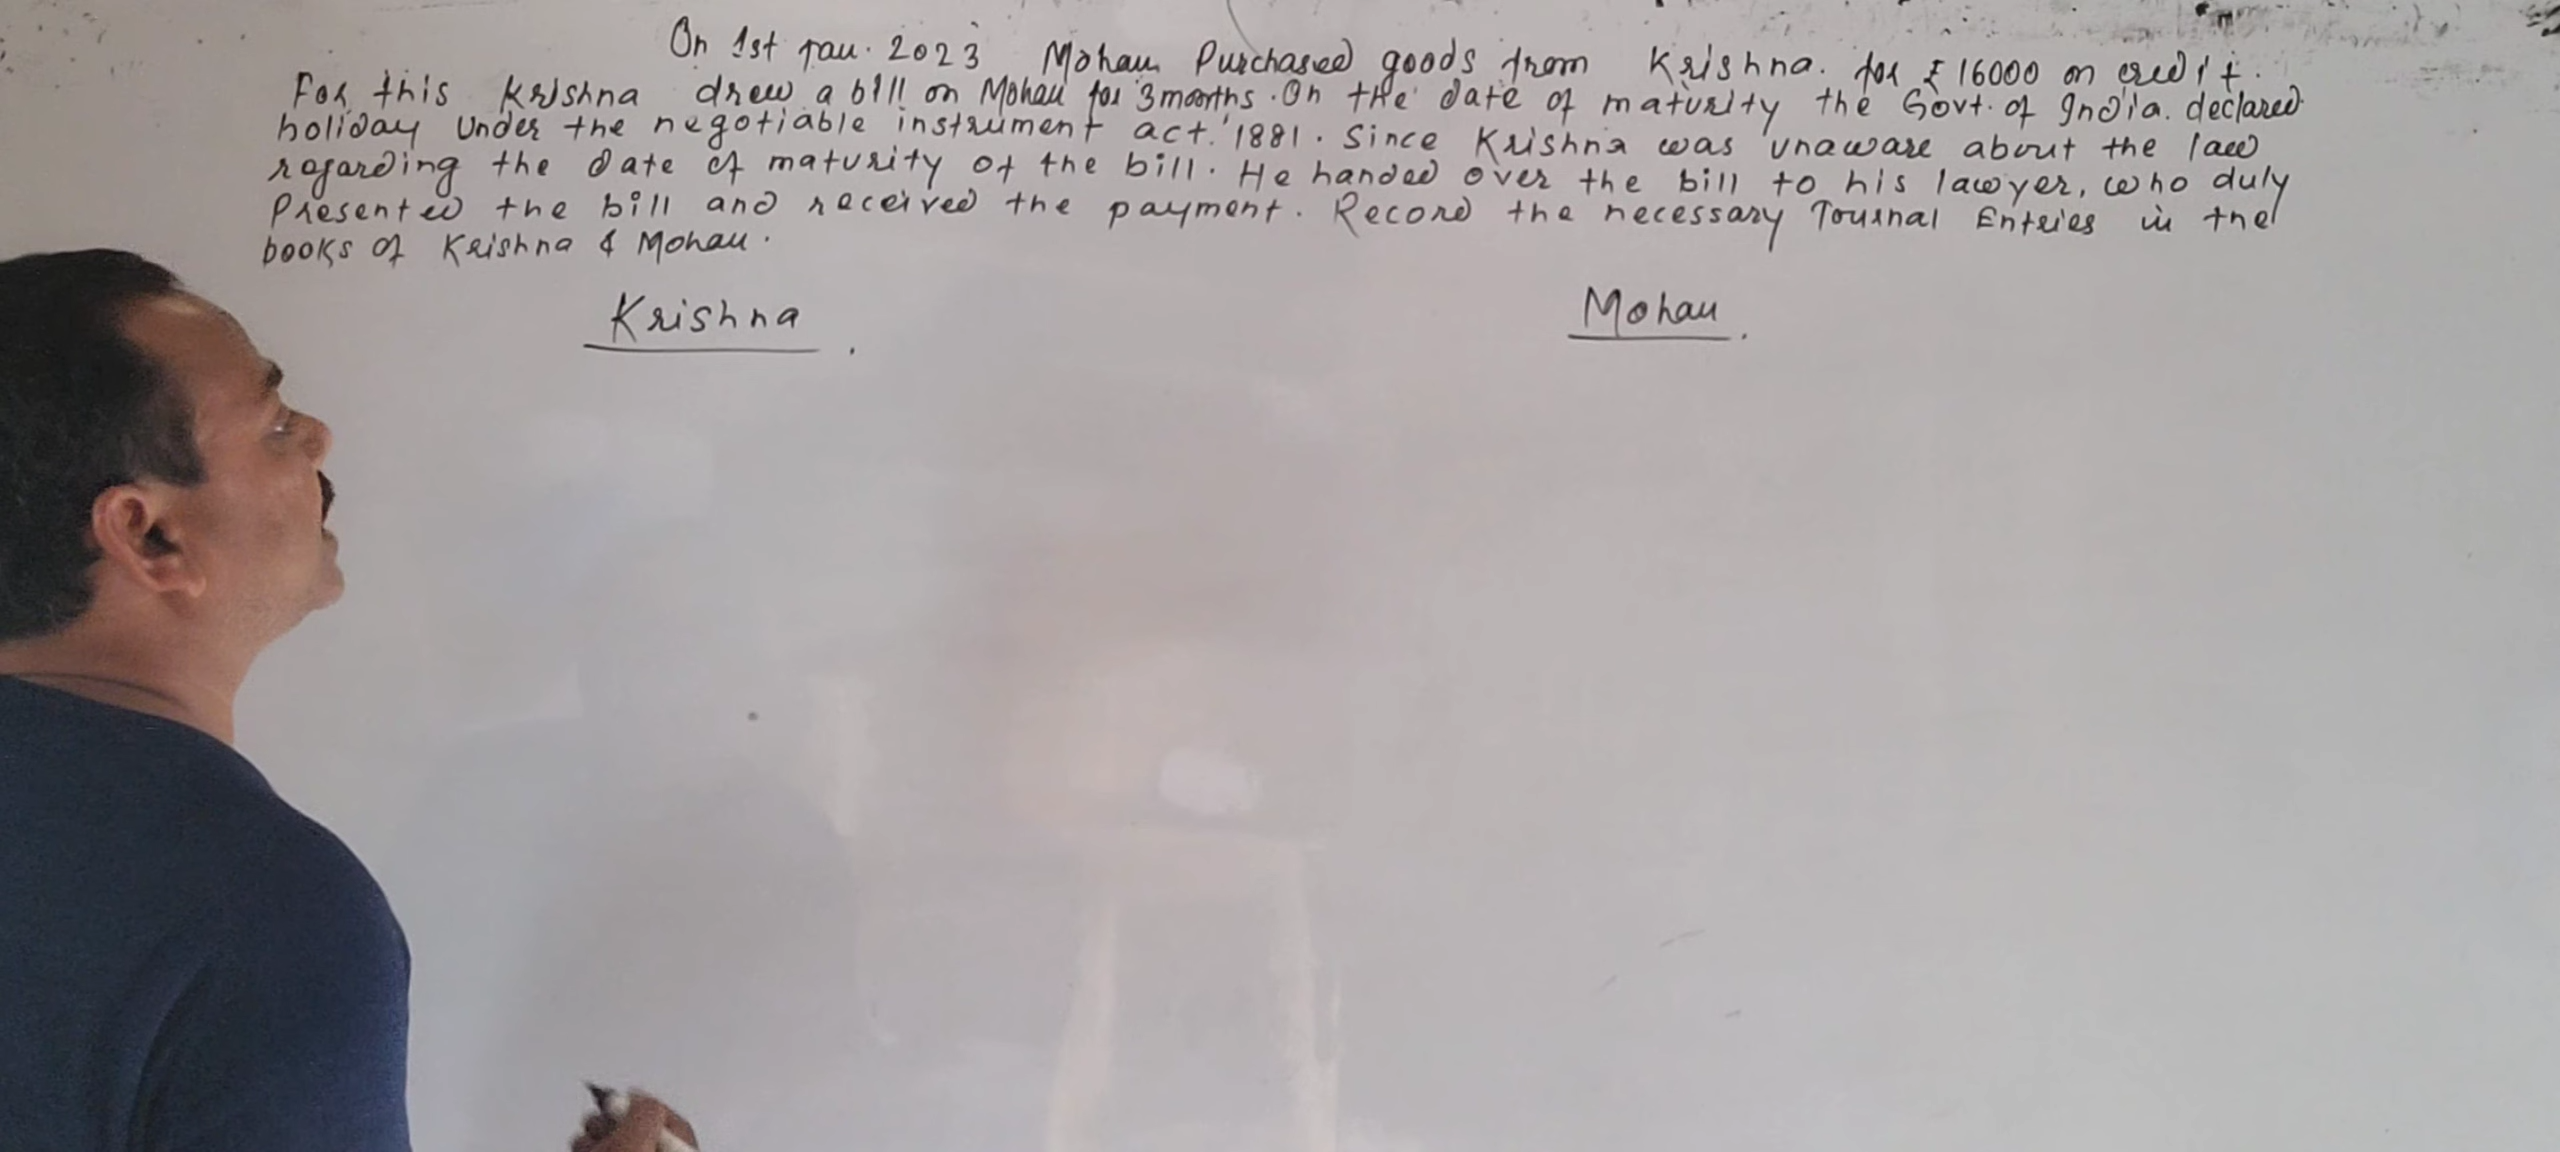 On 1st Jan. 2023 Mohan Purchased goods from Krishna. for ₹ 16000 on credit.
For this Krishna drew a bill on Mohan for 3 months. On the date of maturity the Govt. of India. declared
holiday under the negotiable instrument act. 1881. Since Krishna was unaware about the law
regarding the date of maturity of the bill. He handed over the bill to his lawyer, who duly
Presented the bill and received the payment. Record the necessary Journal Entries in the
books of Krishna & Mohan.
Krishna.
Mohan.